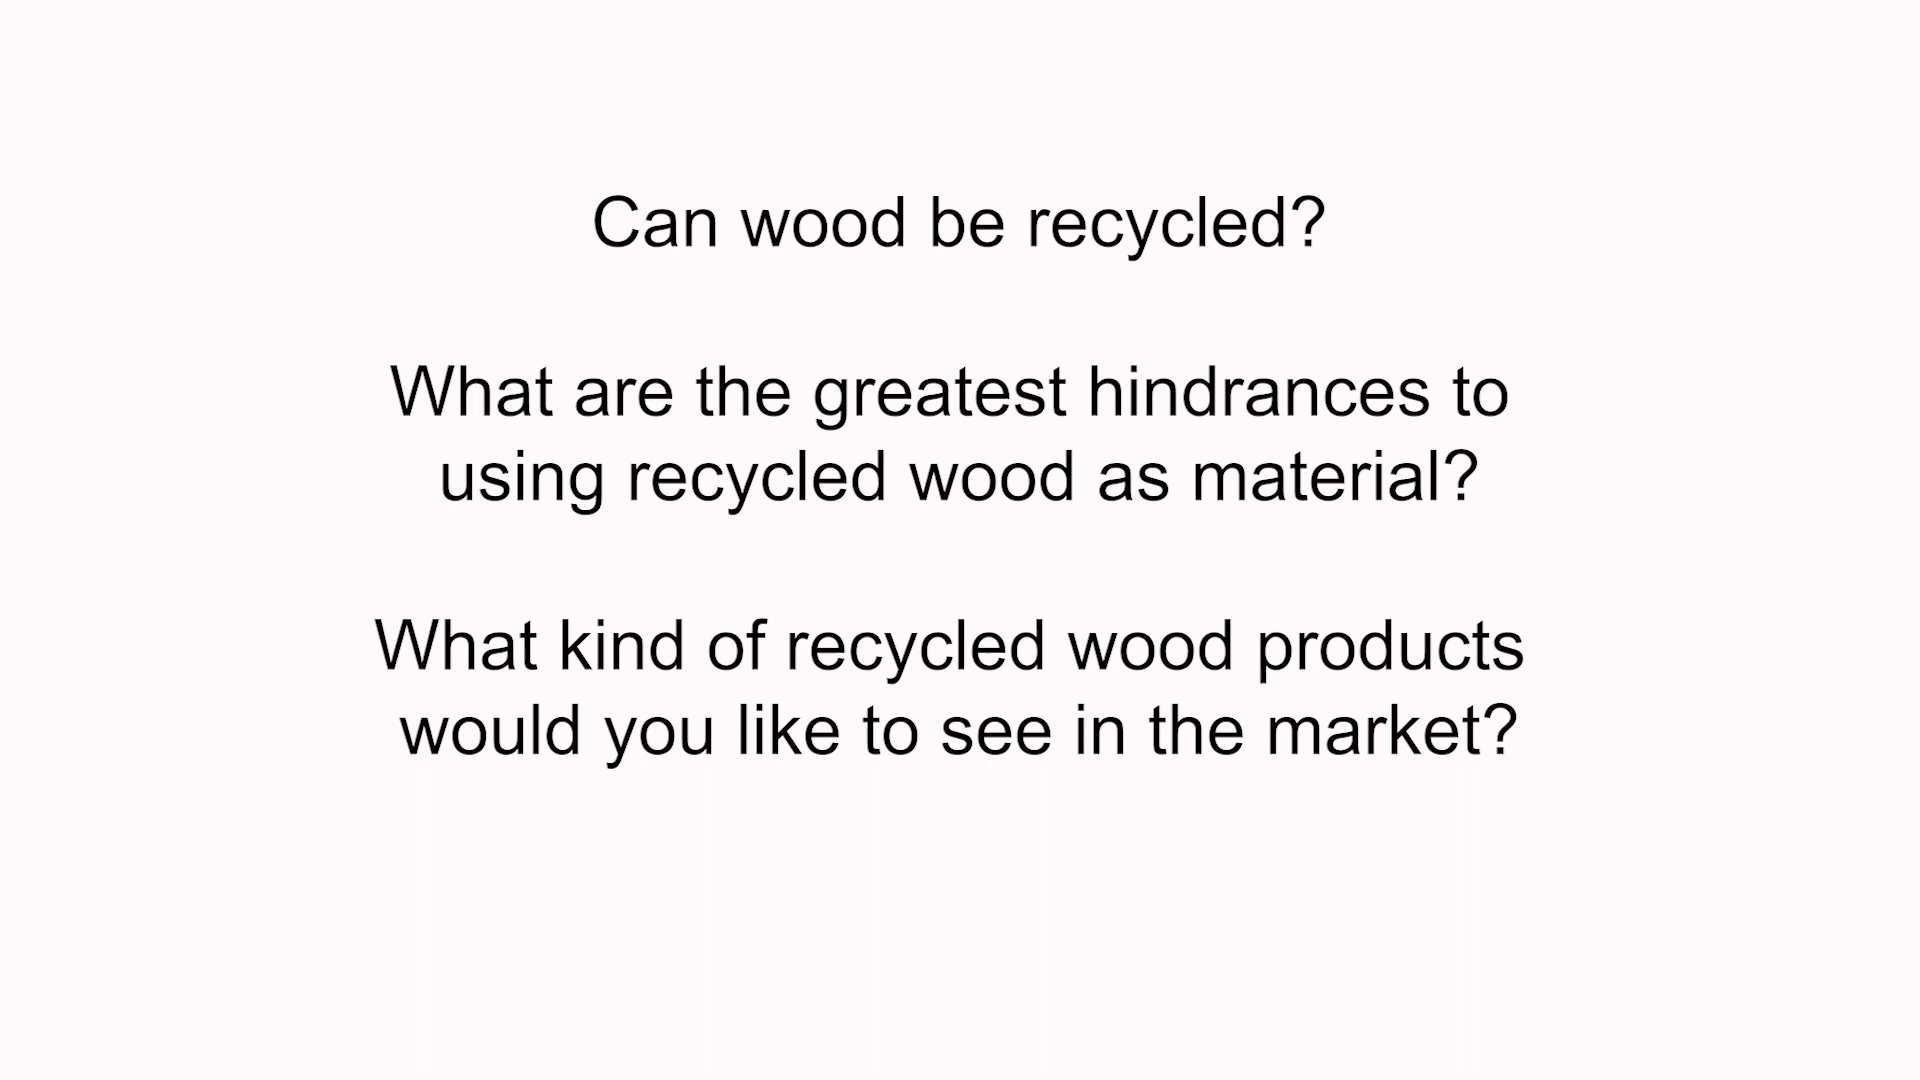 Can wood be recycled?
What are the greatest hindrances to
using recycled wood as material?
What kind of recycled wood products
would you like to see in the market?